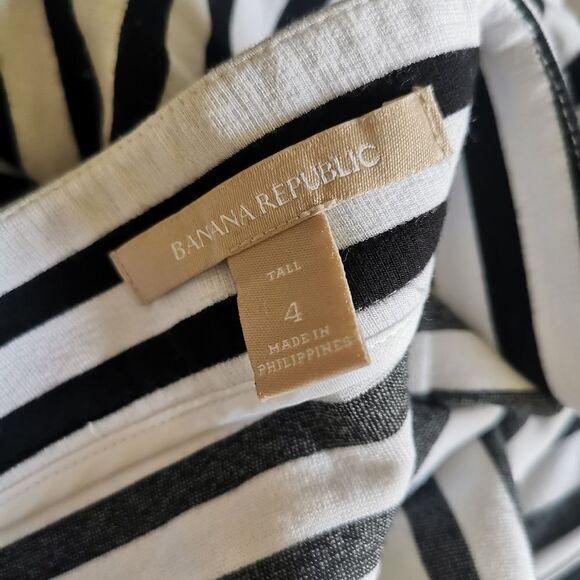 BANANA REPUBLIC
TALL
4
MADE IN
PHILIPPINES